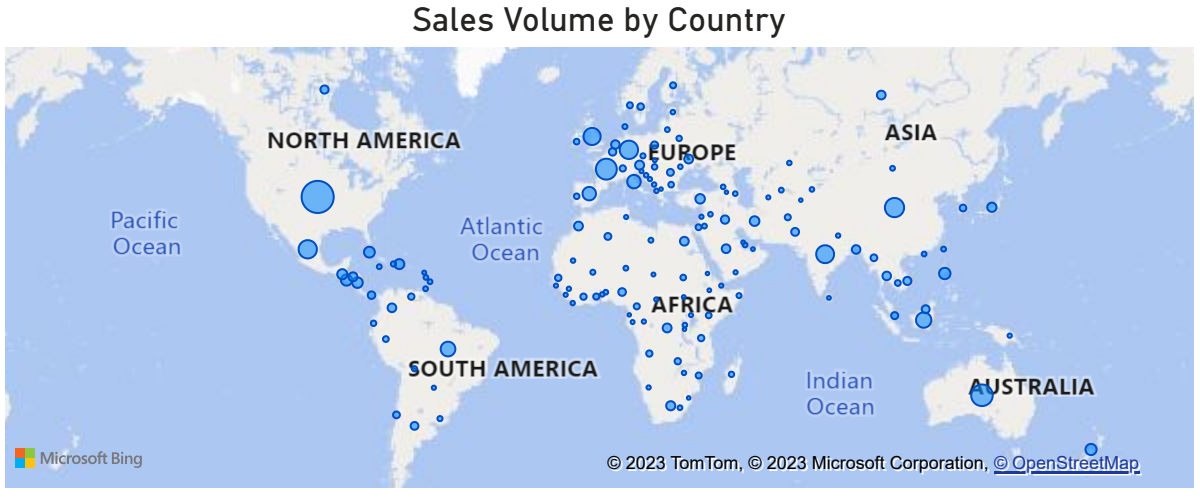 Sales Volume by Country
NORTH AMERICA
ASIA
EUROPE
Pacific
Ocean
Atlantic
Ocean
AFRICA
SOUTH AMERICA
Indian
Ocean
AUSTRALIA
Microsoft Bing
© 2023 TomTom, © 2023 Microsoft Corporation, © OpenStreetMap